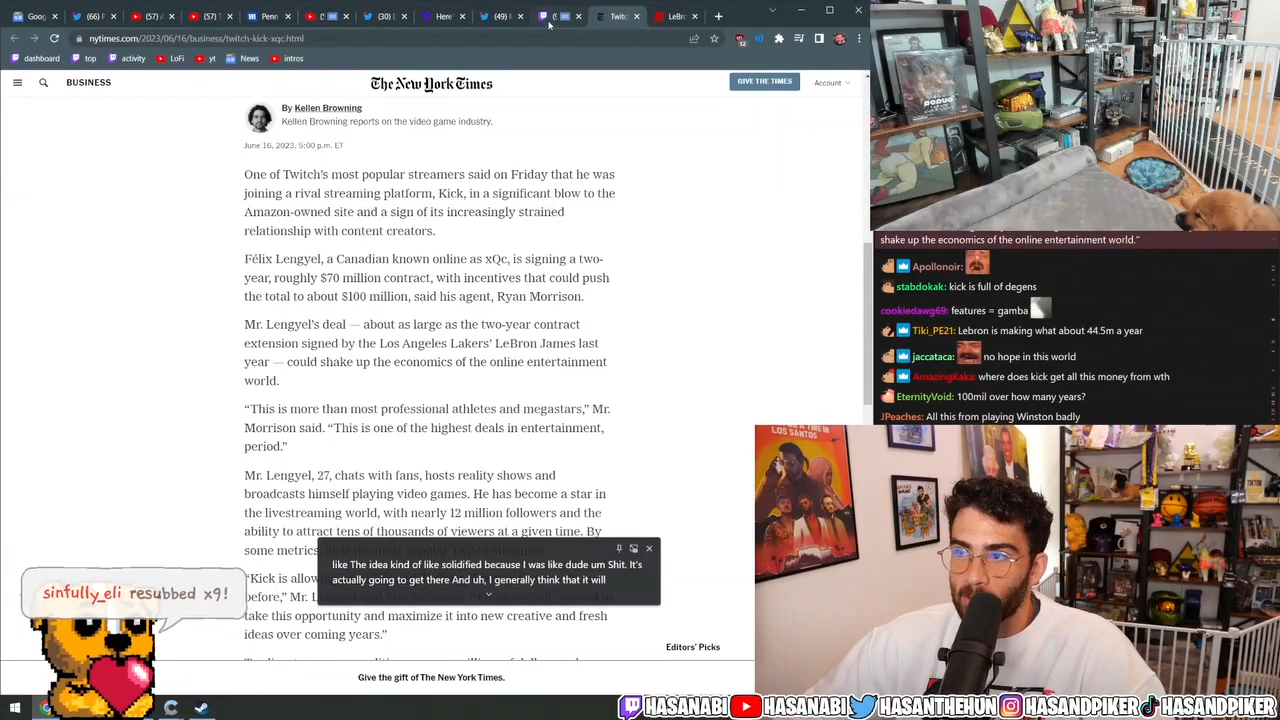 Goog
(66) F
(57) /
(57) T
Penn
(30) [
Here
(49) N
Twitc
LeBro
nytimes.com/2023/06/16/business/twitch-kick-xqc.html
12
dashboard
top
activity
LoFi
yt
News
intros
BUSINESS
The New York Times
GIVE THE TIMES
Account
By Kellen Browning
Kellen Browning reports on the video game industry.
June 16, 2023, 5:00 p.m. ET
One of Twitch's most popular streamers said on Friday that he was
joining a rival streaming platform, Kick, in a significant blow to the
Amazon-owned site and a sign of its increasingly strained
relationship with content creators.
Félix Lengyel, a Canadian known online as xQc, is signing a two-
year, roughly $70 million contract, with incentives that could push
the total to about $100 million, said his agent, Ryan Morrison.
Mr. Lengyel's deal — about as large as the two-year contract
extension signed by the Los Angeles Lakers' LeBron James last
year — could shake up the economics of the online entertainment
world.
“This is more than most professional athletes and megastars,” Mr.
Morrison said. “This is one of the highest deals in entertainment,
period.”
Mr. Lengyel, 27, chats with fans, hosts reality shows and
broadcasts himself playing video games. He has become a star in
the livestreaming world, with nearly 12 million followers and the
ability to attract tens of thousands of viewers at a given time. By
some metrics
“Kick is allow
before,” Mr. L
take this opportunity and maximize it into new creative and fresh
ideas over coming years.”
like The idea kind of like solidified because I was like dude um Shit. It's
actually going to get there And uh, I generally think that it will
Editors' Picks
Give the gift of The New York Times.
sinfully_eli resubbed x9!
shake up the economics of the online entertainment world."
Apollonoir:
stabdokak: kick is full of degens
cookiedawg69: features = gamba
Tiki_PE21: Lebron is making what about 44.5m a year
jaccataca: no hope in this world
AmazingKaka: where does kick get all this money from wth
EternityVoid: 100mil over how many years?
JPeaches: All this from playing Winston badly
LOS SANTOS
HASANABI
HASANABI
HASANTHEHUN
HASANDPIKER
HASANDPIKER